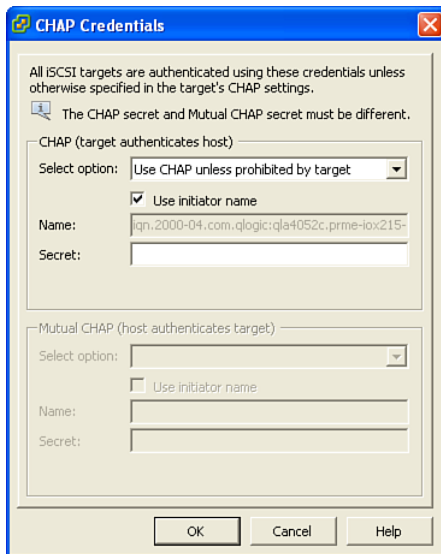 CHAP Credentials
All iSCSI targets are authenticated using these credentials unless
otherwise specified in the target's CHAP settings.
The CHAP secret and Mutual CHAP secret must be different.
CHAP (target authenticates host)
Select option: Use CHAP unless prohibited by target
Use initiator name
Name: iqn.2000-04.com.qlogic:qla4052c.prme-iox215-
Secret:
Mutual CHAP (host authenticates target)
Select option:
Use initiator name
Name:
Secret:
OK Cancel Help